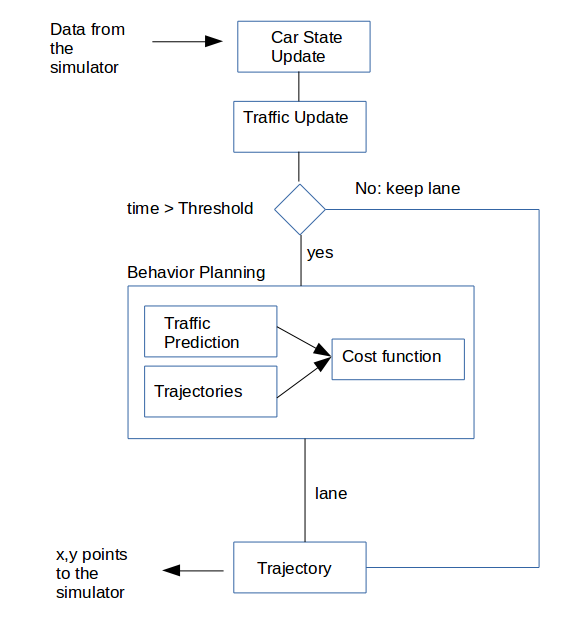 Data from
the
simulator
Car State
Update
Traffic Update
No: keep lane
time > Threshold
yes
Behavior Planning
Traffic
Prediction
Cost function
Trajectories
lane
x,y points
to the
simulator
Trajectory